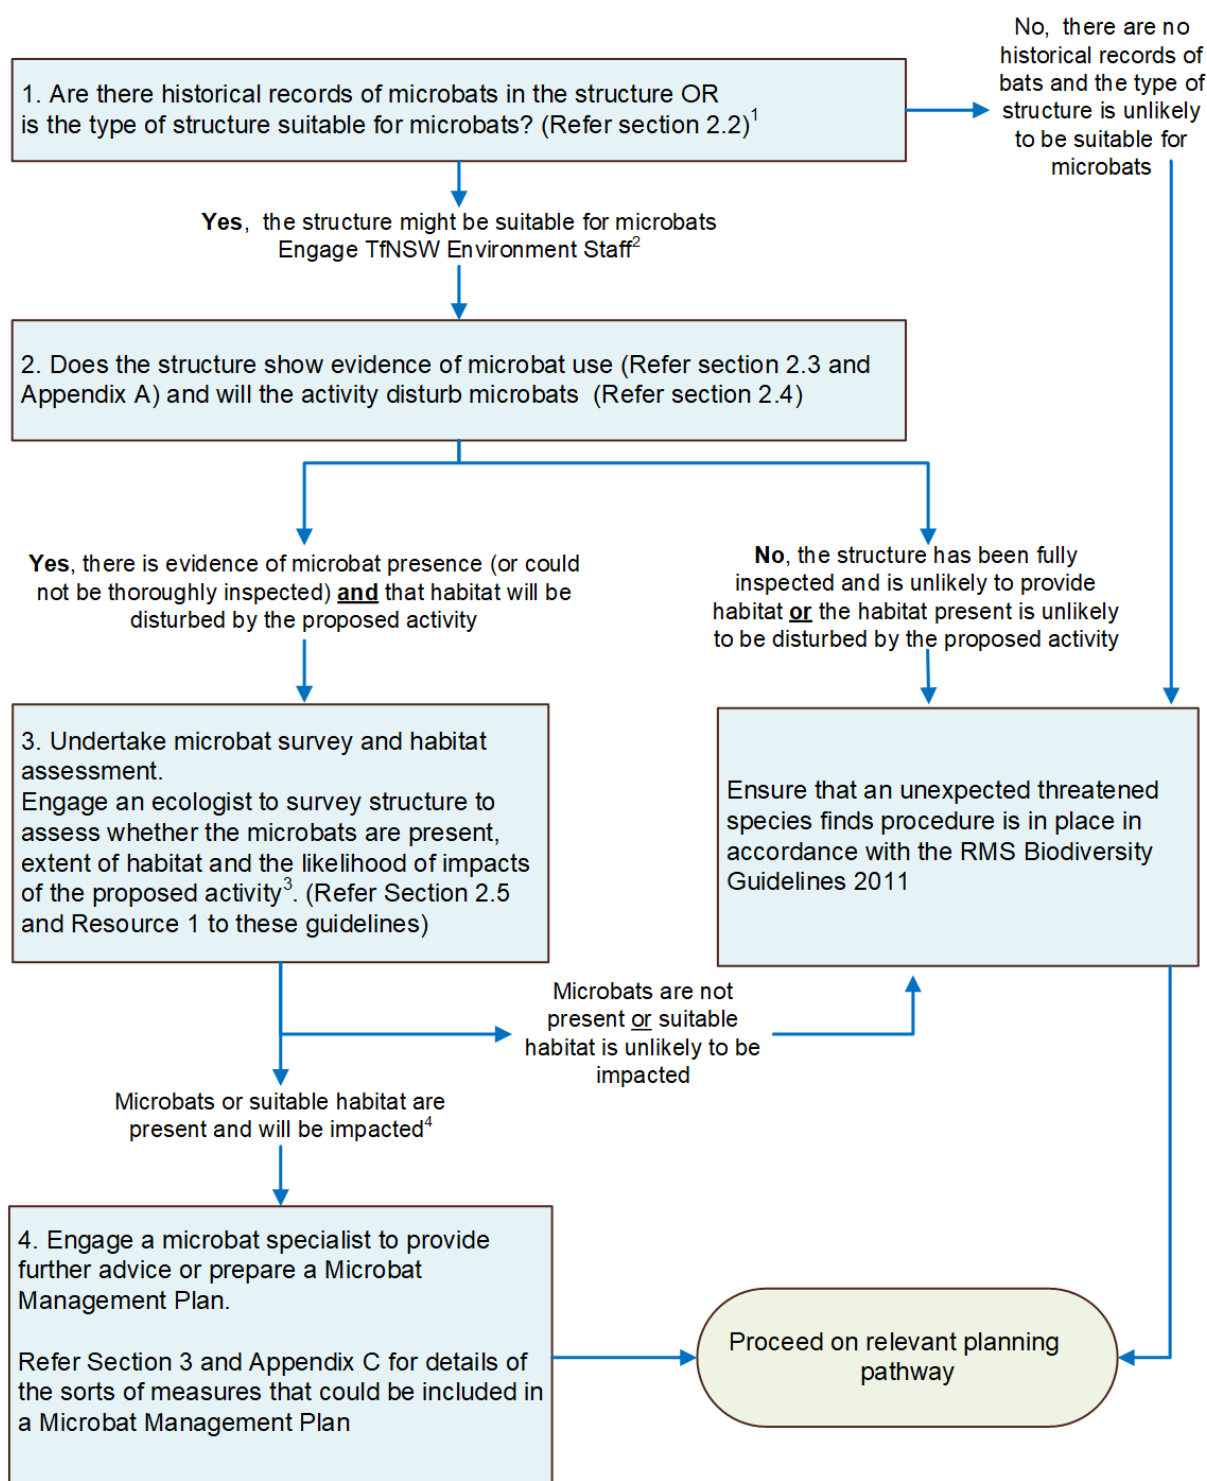 No,  there are no
historical records of
bats and the type of
structure is unlikely
to be suitable for
microbats
1. Are there historical records of microbats in the structure OR
is the type of structure suitable for microbats? (Refer section 2.2)1
Yes,  the structure might be suitable for microbats
Engage TfNSW Environment Staff2
2. Does the structure show evidence of microbat use (Refer section 2.3 and
Appendix A) and will the activity disturb microbats  (Refer section 2.4)
Yes, there is evidence of microbat presence (or could
not be thoroughly inspected) and that habitat will be
disturbed by the proposed activity
No, the structure has been fully
inspected and is unlikely to provide
habitat or the habitat present is unlikely
to be disturbed by the proposed activity
3. Undertake microbat survey and habitat
assessment.
Engage an ecologist to survey structure to
assess whether the microbats are present,
extent of habitat and the likelihood of impacts
of the proposed activity3. (Refer Section 2.5
and Resource 1 to these guidelines)
Ensure that an unexpected threatened
species finds procedure is in place in
accordance with the RMS Biodiversity
Guidelines 2011
Microbats are not
present or suitable
habitat is unlikely to be
impacted
Microbats or suitable habitat are
present and will be impacted4
4. Engage a microbat specialist to provide
further advice or prepare a Microbat
Management Plan.
Refer Section 3 and Appendix C for details of
the sorts of measures that could be included in
a Microbat Management Plan
Proceed on relevant planning
pathway